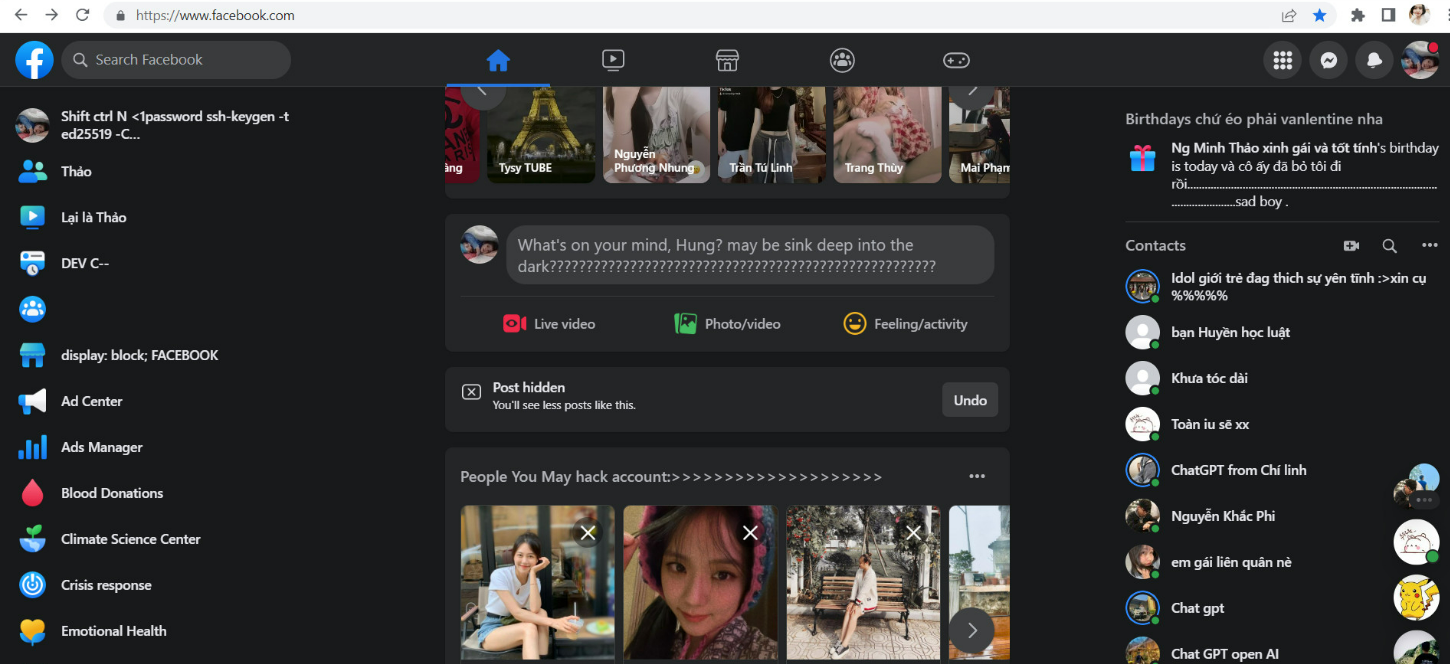 https://www.facebook.com
Search Facebook
Shift ctrl N <1password ssh-keygen -t
ed25519 -C...
Thảo
Lại là Thảo
DEV C--
display: block; FACEBOOK
Ad Center
Ads Manager
Blood Donations
Climate Science Center
Crisis response
Emotional Health
àng
Tysy TUBE
Nguyễn
Phương Nhung
Trần Tú Linh
Trang Thùy
Mai Phạm
What's on your mind, Hung? may be sink deep into the
dark?????????????????????????????????????????????????????
Live video
Photo/video
Feeling/activity
Post hidden
You'll see less posts like this.
Undo
People You May hack account:>>>>>>>>>>>>>>>>>>>>
Birthdays chứ éo phải vanlentine nha
Ng Minh Thảo xinh gái và tốt tính's birthday
is today và cô ấy đã bỏ tôi đi
rồi...................................................................................
......................sad boy .
Contacts
Idol giới trẻ đag thich sự yên tĩnh :>xin cụ
%%%%%
bạn Huyền học luật
Khưa tóc dài
Toàn iu sẽ xx
ChatGPT from Chí linh
Nguyễn Khắc Phi
em gái liên quân nè
Chat gpt
Chat GPT open AI